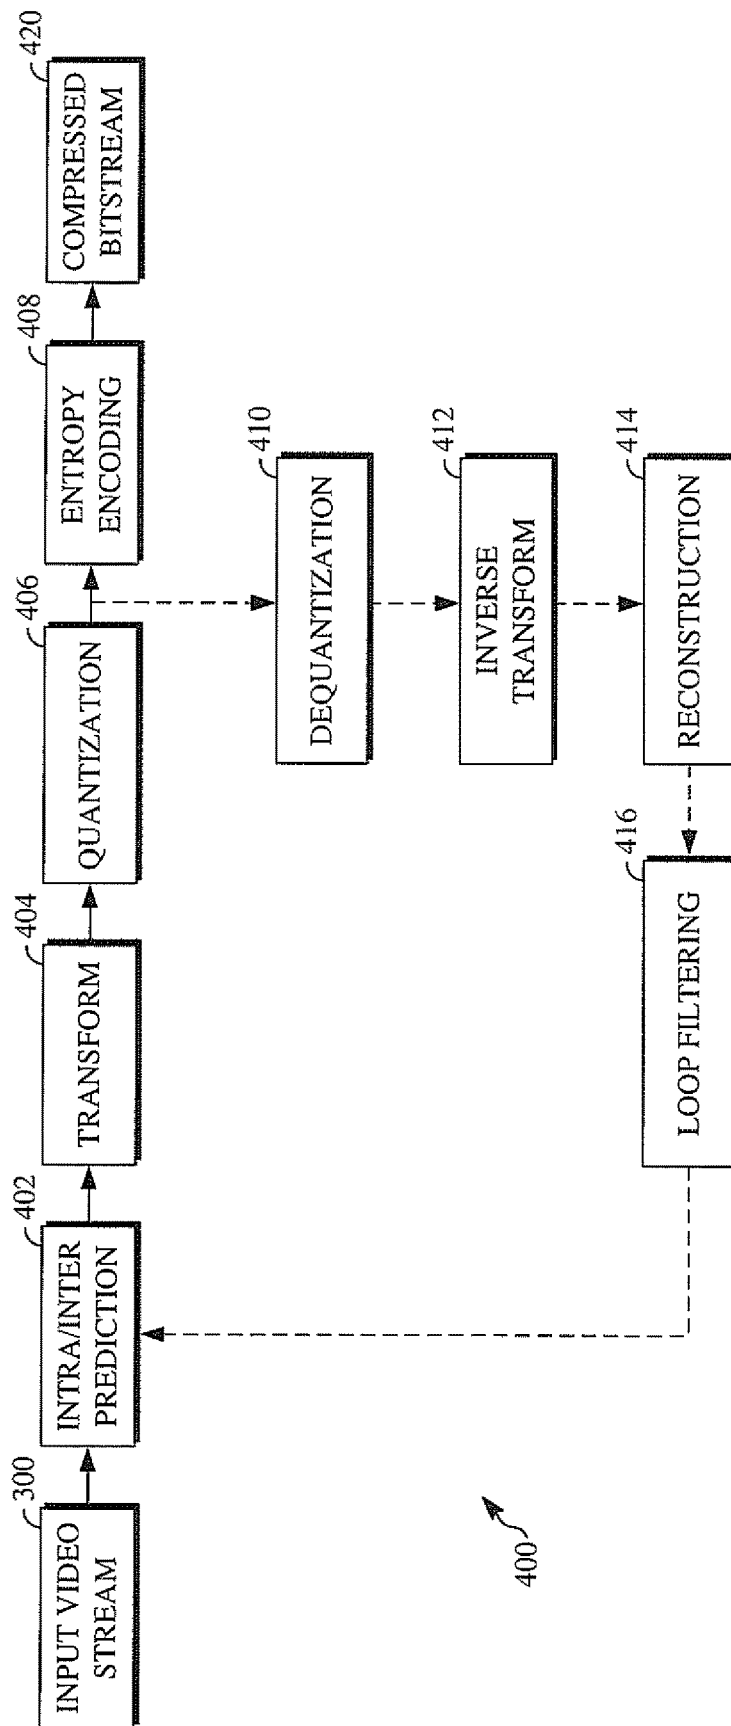 300
INPUT VIDEO
STREAM
402
INTRA/INTER
PREDICTION
404
TRANSFORM
406
QUANTIZATION
408
ENTROPY
ENCODING
420
COMPRESSED
BITSTREAM
410
DEQUANTIZATION
412
INVERSE
TRANSFORM
416
LOOP FILTERING
414
RECONSTRUCTION
400